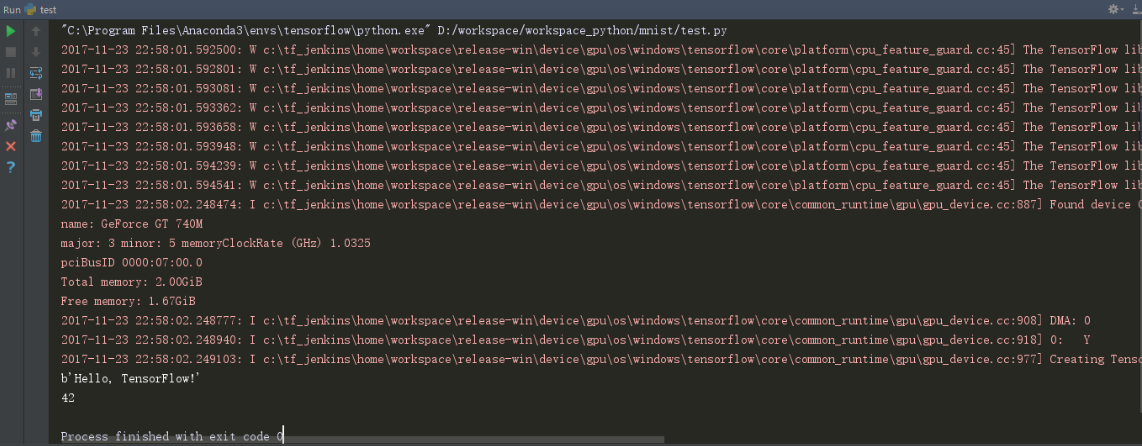 Run test
"C:\Program Files\Anaconda3\envs\tensorflow\python.exe" D:/workspace/workspace_python/mnist/test.py
2017-11-23 22:58:01.592500: W c:\tf_jenkins\home\workspace\release-win\device\gpu\os\windows\tensorflow\core\platform\cpu_feature_guard.cc:45] The TensorFlow lib
2017-11-23 22:58:01.592801: W c:\tf_jenkins\home\workspace\release-win\device\gpu\os\windows\tensorflow\core\platform\cpu_feature_guard.cc:45] The TensorFlow lib
2017-11-23 22:58:01.593081: W c:\tf_jenkins\home\workspace\release-win\device\gpu\os\windows\tensorflow\core\platform\cpu_feature_guard.cc:45] The TensorFlow lib
2017-11-23 22:58:01.593362: W c:\tf_jenkins\home\workspace\release-win\device\gpu\os\windows\tensorflow\core\platform\cpu_feature_guard.cc:45] The TensorFlow lib
2017-11-23 22:58:01.593658: W c:\tf_jenkins\home\workspace\release-win\device\gpu\os\windows\tensorflow\core\platform\cpu_feature_guard.cc:45] The TensorFlow lib
2017-11-23 22:58:01.593948: W c:\tf_jenkins\home\workspace\release-win\device\gpu\os\windows\tensorflow\core\platform\cpu_feature_guard.cc:45] The TensorFlow lib
2017-11-23 22:58:01.594239: W c:\tf_jenkins\home\workspace\release-win\device\gpu\os\windows\tensorflow\core\platform\cpu_feature_guard.cc:45] The TensorFlow lib
2017-11-23 22:58:01.594541: W c:\tf_jenkins\home\workspace\release-win\device\gpu\os\windows\tensorflow\core\platform\cpu_feature_guard.cc:45] The TensorFlow lib
2017-11-23 22:58:02.248474: I c:\tf_jenkins\home\workspace\release-win\device\gpu\os\windows\tensorflow\core\common_runtime\gpu\gpu_device.cc:887] Found device 0
name: GeForce GT 740M
major: 3 minor: 5 memoryClockRate (GHz) 1.0325
pciBusID 0000:07:00.0
Total memory: 2.00GiB
Free memory: 1.67GiB
2017-11-23 22:58:02.248777: I c:\tf_jenkins\home\workspace\release-win\device\gpu\os\windows\tensorflow\core\common_runtime\gpu\gpu_device.cc:908] DMA: 0
2017-11-23 22:58:02.248940: I c:\tf_jenkins\home\workspace\release-win\device\gpu\os\windows\tensorflow\core\common_runtime\gpu\gpu_device.cc:918] 0: Y
2017-11-23 22:58:02.249103: I c:\tf_jenkins\home\workspace\release-win\device\gpu\os\windows\tensorflow\core\common_runtime\gpu\gpu_device.cc:977] Creating Tenso
b'Hello, TensorFlow!'
42
Process finished with exit code 0